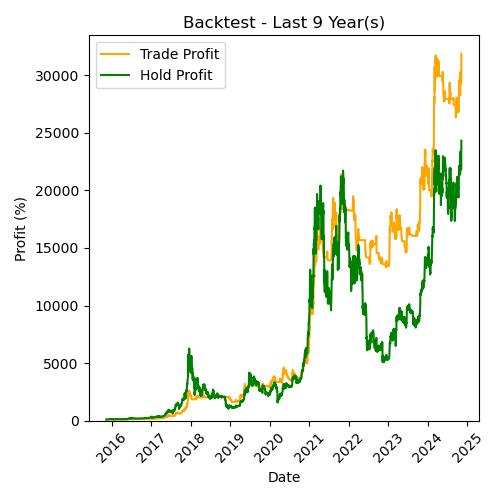 Backtest - Last 9 Year(s)
Trade Profit
Hold Profit
Profit (%)
30000
25000
20000
15000
10000
5000
0
2016 2017 2018 2019 2020 2021 2022 2023 2024 2025
Date